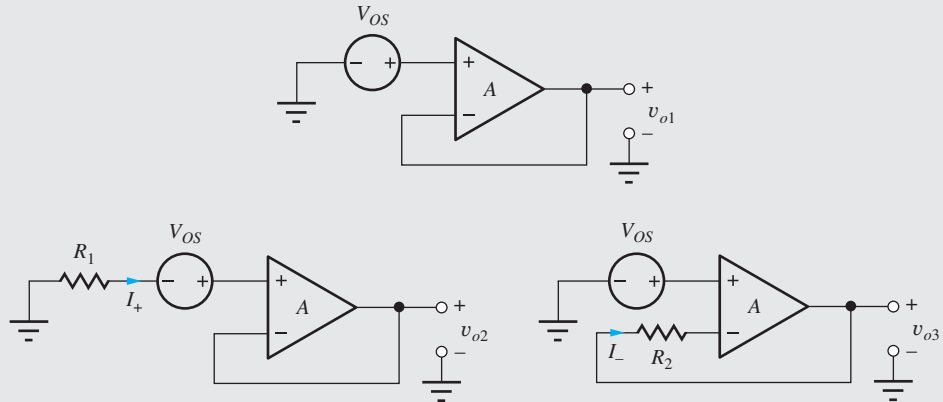 V_OS
− +
+
A
−
+
v_o1
−
R_1
V_OS
I_+
− +
+
A
−
+
v_o2
−
V_OS
− +
+
A
−
I_−
R_2
+
v_o3
−